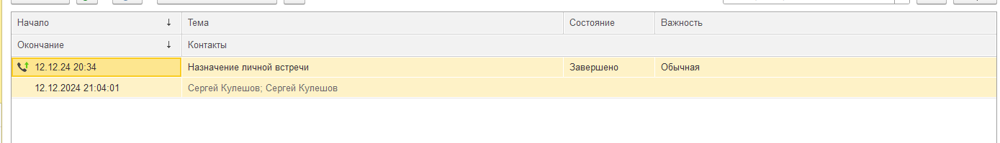 Начало Тема Состояние Важность
Окончание Контакты
12.12.24 20:34 Назначение личной встречи Завершено Обычная
12.12.2024 21:04:01 Сергей Кулешов; Сергей Кулешов